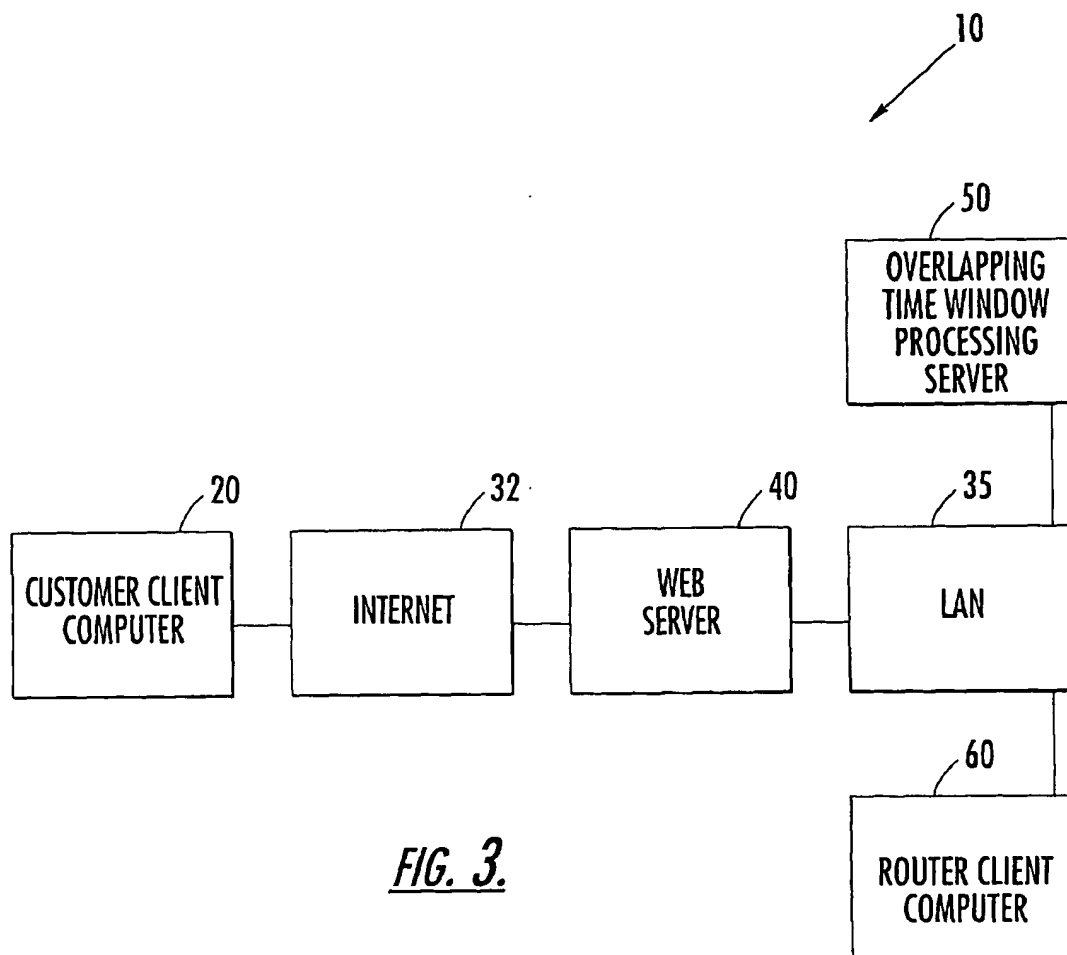 10
50
OVERLAPPING
TIME WINDOW
PROCESSING
SERVER
20
32
40
35
CUSTOMER CLIENT
COMPUTER
INTERNET
WEB
SERVER
LAN
60
ROUTER CLIENT
COMPUTER
FIG. 3.